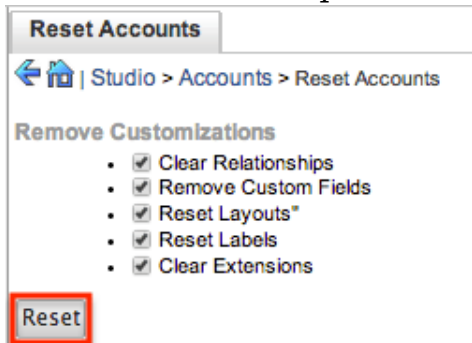 Reset Accounts
| Studio > Accounts > Reset Accounts
Remove Customizations
• Clear Relationships
• Remove Custom Fields
• Reset Layouts"
• Reset Labels
• Clear Extensions
Reset